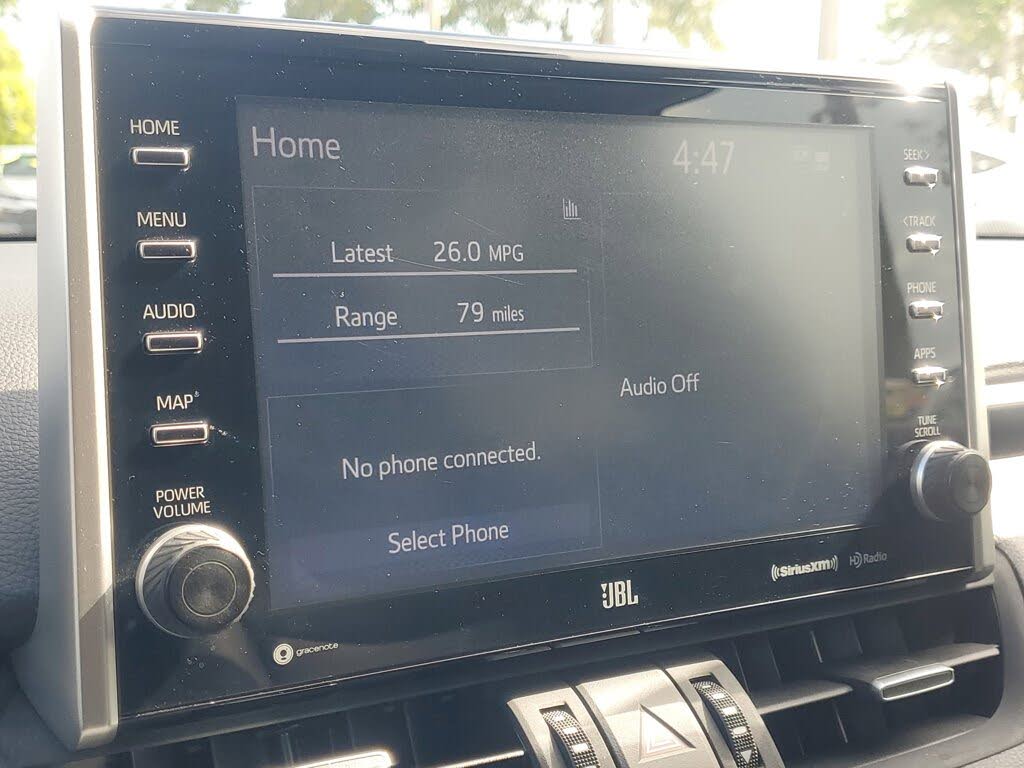 HOME
MENU
AUDIO
MAP®
POWER
VOLUME
Home
4:47
Latest 26.0 MPG
Range 79 miles
No phone connected.
Select Phone
Audio Off
SEEK>
<TRACK
PHONE
APPS
TUNE
SCROLL
gracenote
JBL
((SiriusXM))
HD Radio